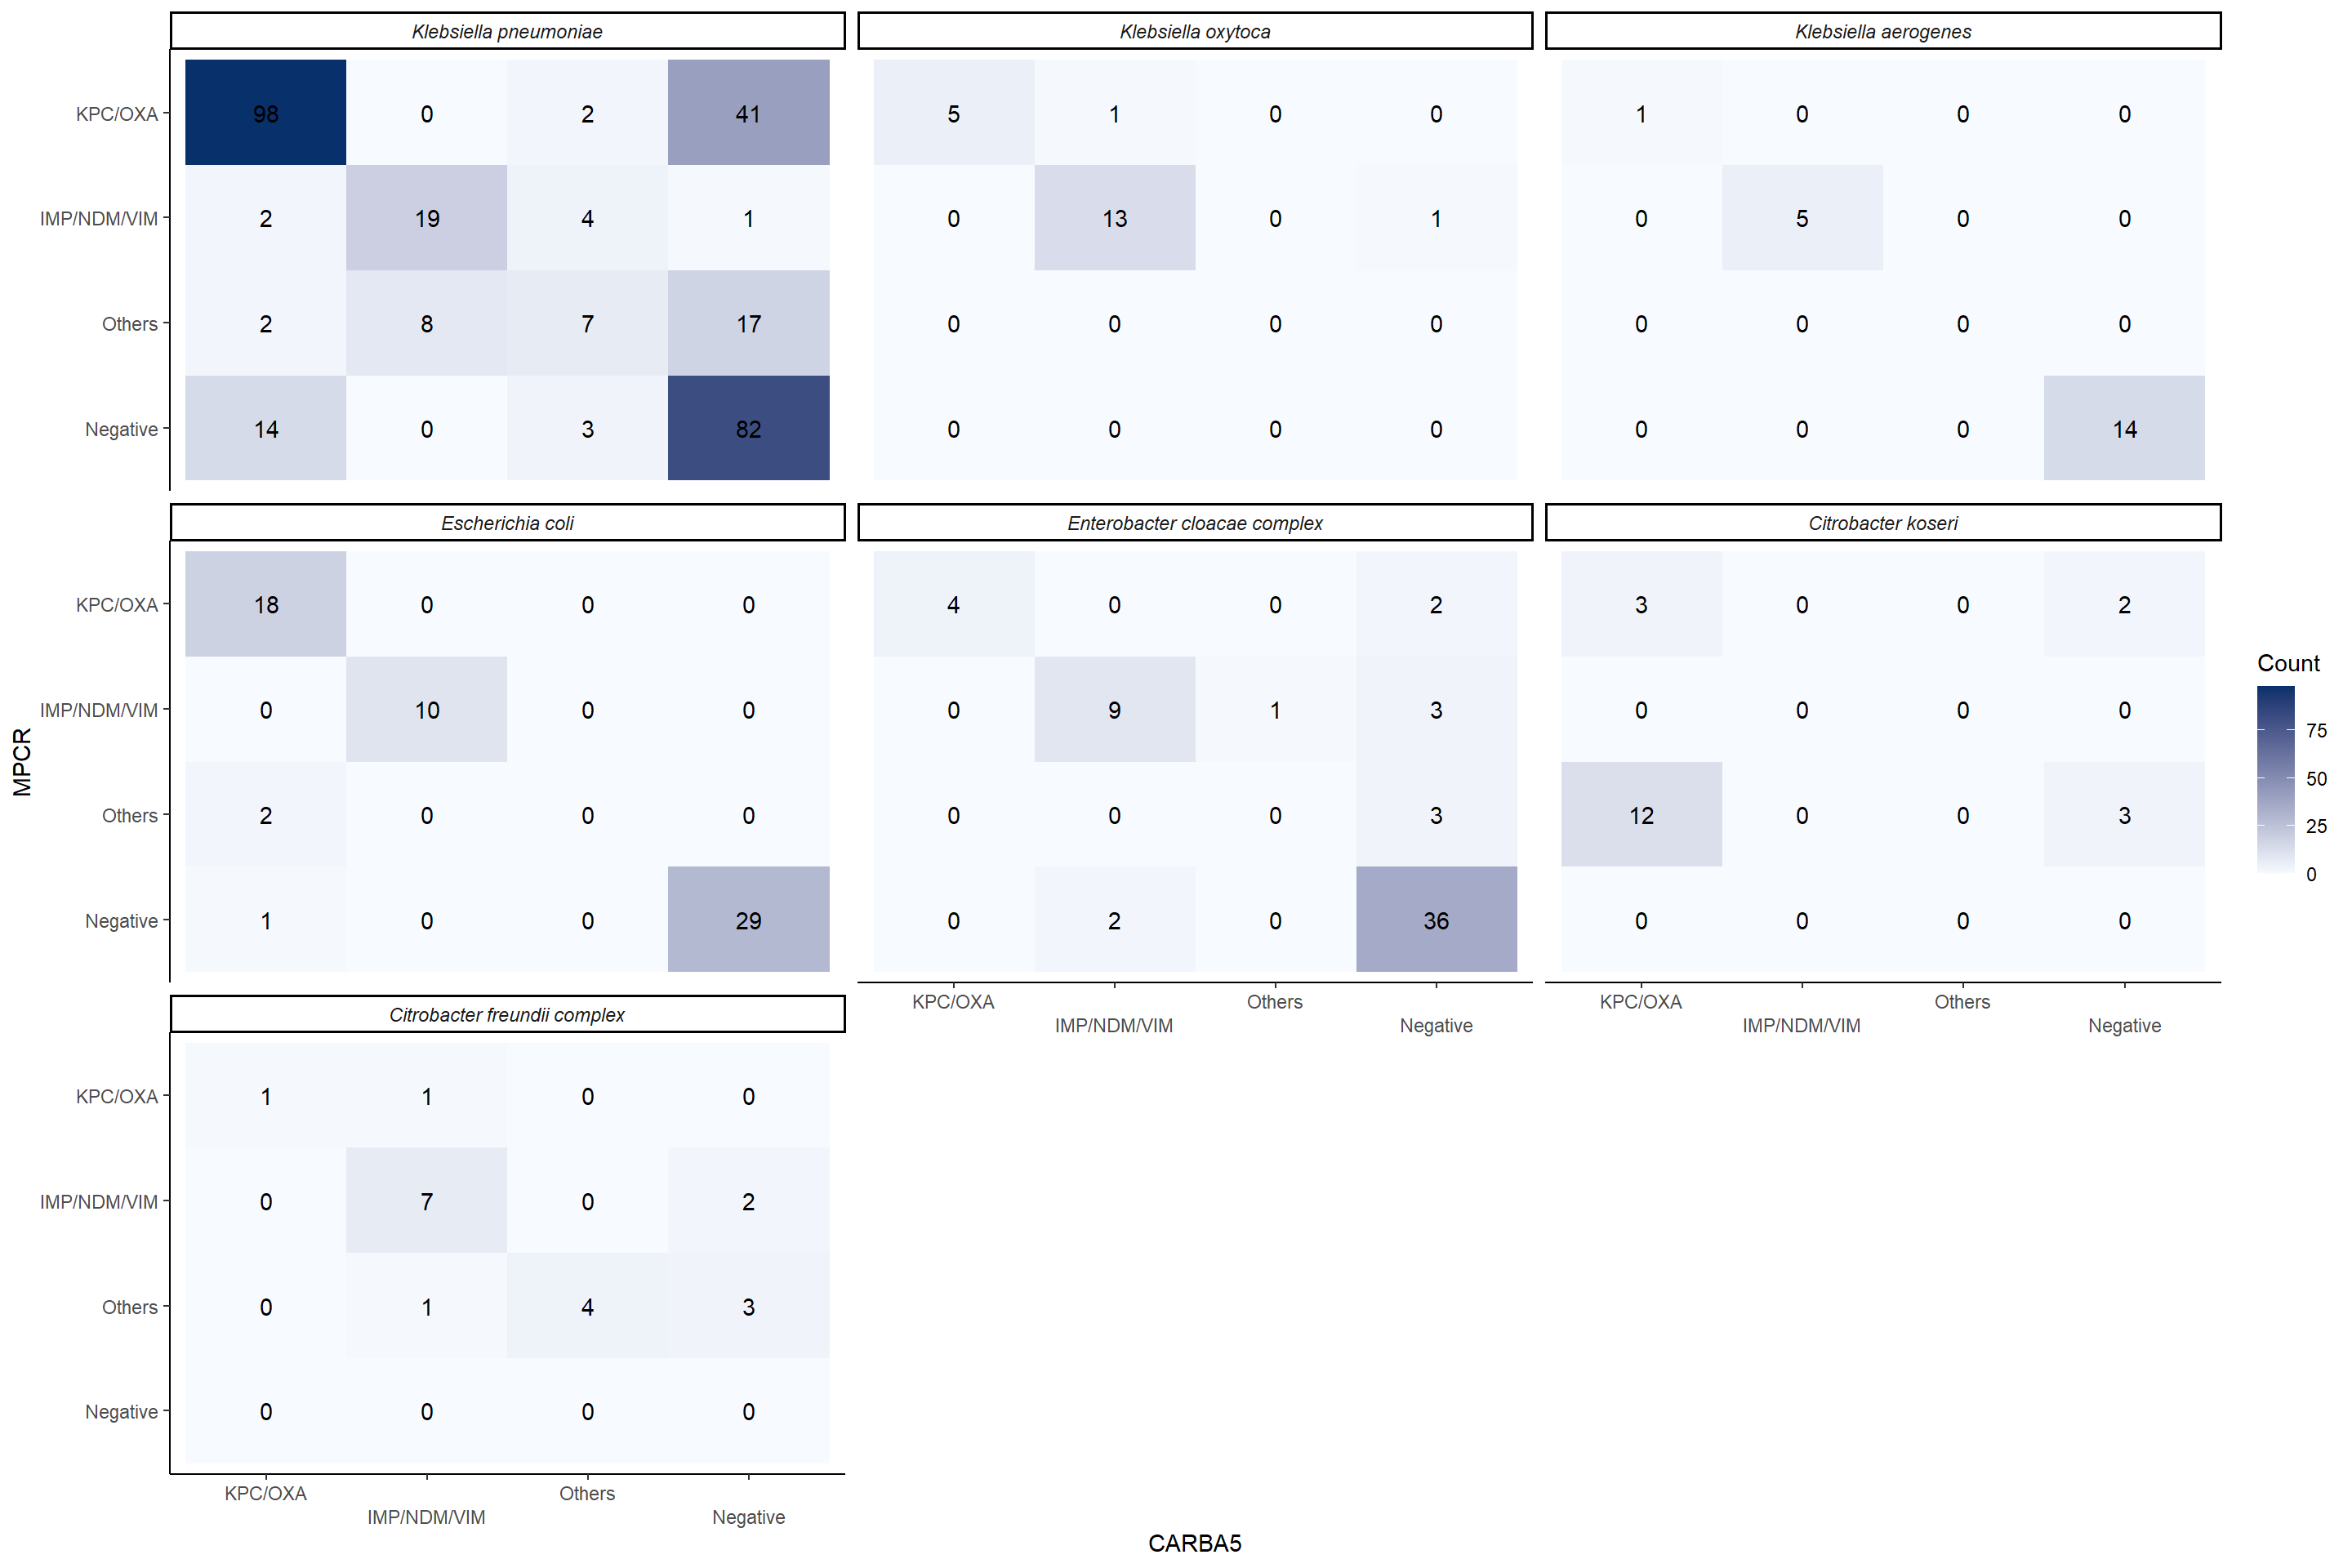 Klebsiella pneumoniae Klebsiella oxytoca Klebsiella aerogenes
KPC/OXA 98 0 2 41 5 1 0 0 1 0 0 0
IMP/NDM/VIM 2 19 4 1 0 13 0 1 0 5 0 0
Others 2 8 7 17 0 0 0 0 0 0 0 0
Negative 14 0 3 82 0 0 0 0 0 0 0 14
Escherichia coli Enterobacter cloacae complex Citrobacter koseri
KPC/OXA 18 0 0 0 4 0 0 2 3 0 0 2
IMP/NDM/VIM 0 10 0 0 0 9 1 3 0 0 0 0
Others 2 0 0 0 0 0 0 3 12 0 0 3
Negative 1 0 0 29 0 2 0 36 0 0 0 0
KPC/OXA Others KPC/OXA Others
IMP/NDM/VIM Negative IMP/NDM/VIM Negative
Citrobacter freundii complex
KPC/OXA 1 1 0 0
IMP/NDM/VIM 0 7 0 2
Others 0 1 4 3
Negative 0 0 0 0
KPC/OXA Others
IMP/NDM/VIM Negative
CARBA5
MPCR
Count
75
50
25
0